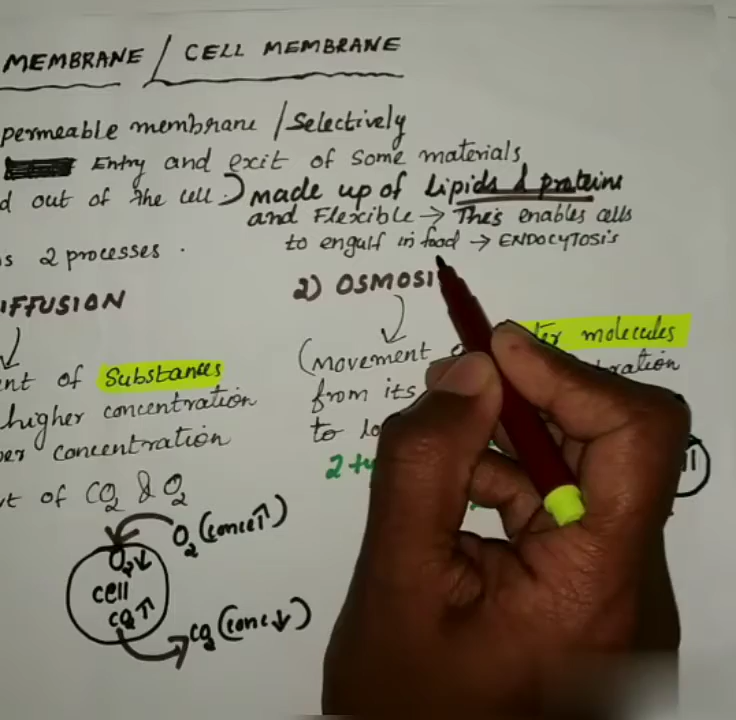 MEMBRANE / CELL MEMBRANE
permeable membrane / Selectively
Entry and exit of some materials
d out of the cell.) made up of lipids & proteins
and Flexible → This enables cells
to engulf in food → ENDOCYTOSIS
s 2 processes.
IFFUSION
2) OSMOSI
nt of Substances
higher concentration
er concentration
t of CO2 & O2
O2 (conc↑)
O2↓
cell
CO2↑
CO2 (conc↓)
(Movement
molecules
from its
to lo
2 ty